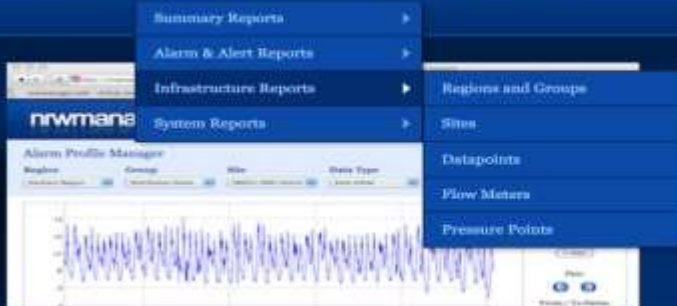 Summary Reports
Alarm & Alert Reports
Infrastructure Reports
System Reports
Regions and Groups
Sites
Datapoints
Flow Meters
Pressure Points
nrwmana
Alarm Profile Manager
Region Group Site Data Type